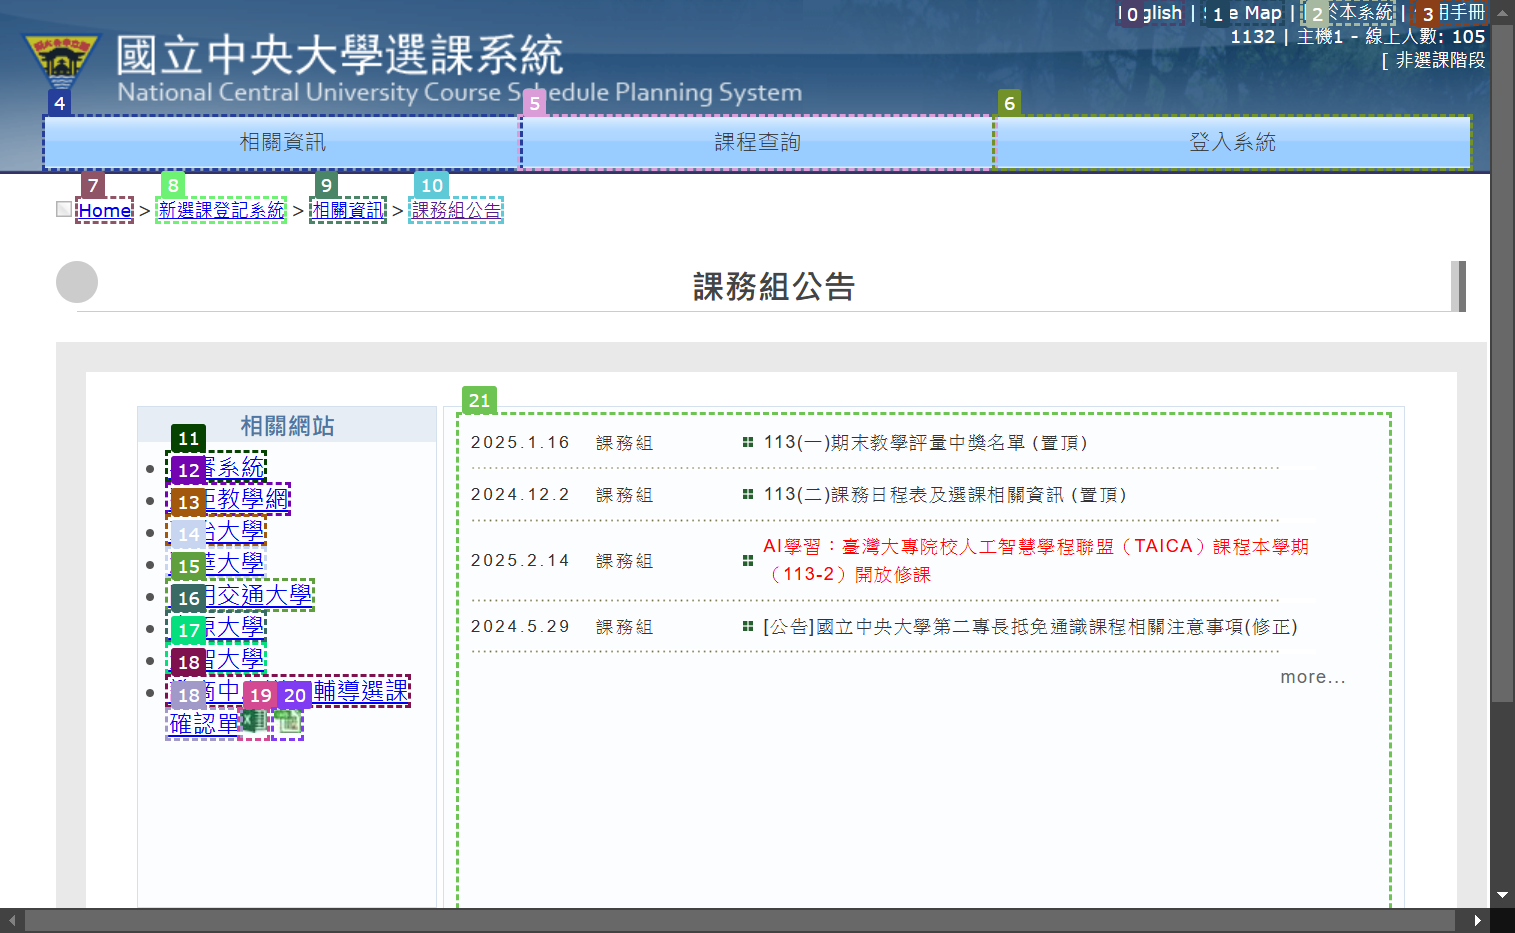 0 glish | 1 e Map | 2 於本系統 | 3 用手冊
1132 | 主機1 - 線上人數: 105
[ 非選課階段
國立中央大學選課系統
National Central University Course Schedule Planning System
4 5 6
相關資訊 課程查詢 登入系統
7 8 9 10
Home > 新選課登記系統 > 相關資訊 > 課務組公告
課務組公告
相關網站
11 審系統
12 教學網
13 大學
14 大學
15 交通大學
16 大學
17 智大學
18 輔導選課
18 19 20
確認單
21
2025.1.16 課務組 113(一)期末教學評量中獎名單 (置頂)
2024.12.2 課務組 113(二)課務日程表及選課相關資訊 (置頂)
2025.2.14 課務組 AI學習：臺灣大專院校人工智慧學程聯盟（TAICA）課程本學期
（113-2）開放修課
2024.5.29 課務組 [公告]國立中央大學第二專長抵免通識課程相關注意事項(修正)
more...